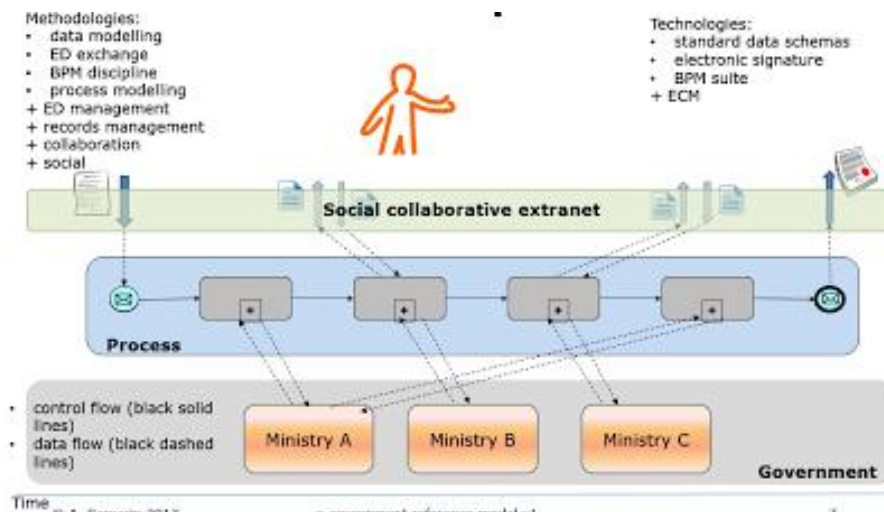 Methodologies:
• data modelling
• ED exchange
• BPM discipline
• process modelling
+ ED management
+ records management
+ collaboration
+ social
Technologies:
• standard data schemas
• electronic signature
• BPM suite
+ ECM
Social collaborative extranet
Process
• control flow (black solid
lines)
• data flow (black dashed
lines)
Ministry A
Ministry B
Ministry C
Government
Time